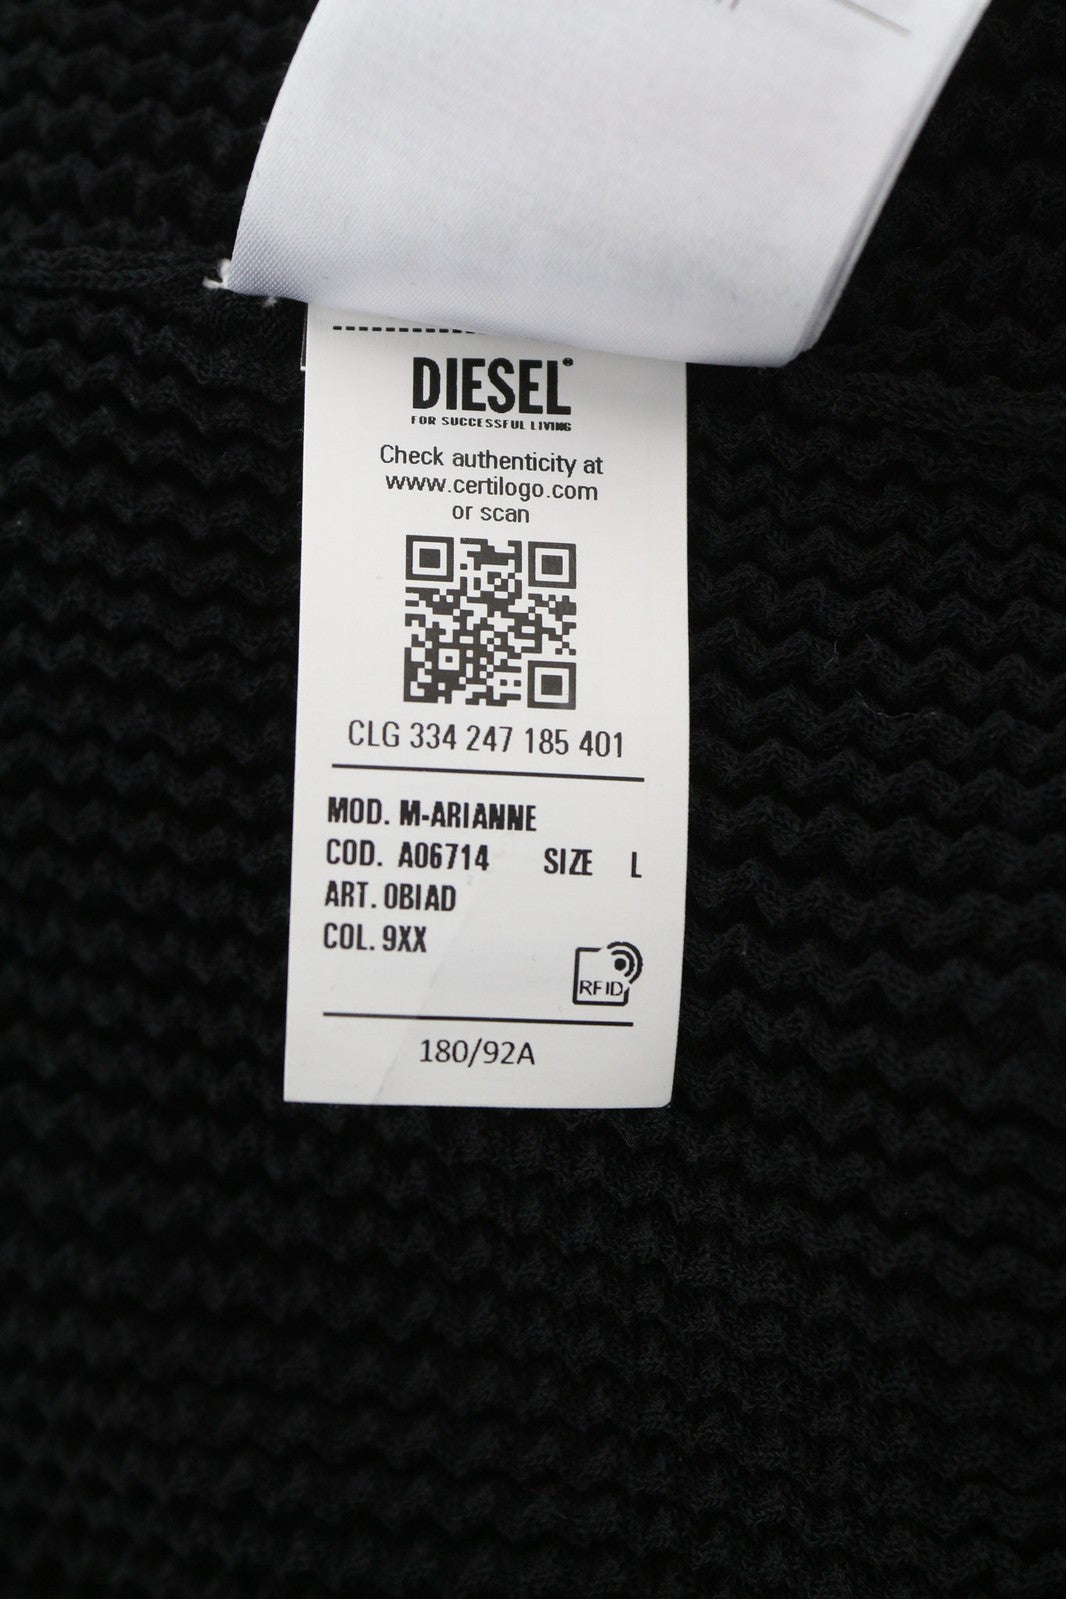 DIESEL®
FOR SUCCESSFUL LIVING
Check authenticity at
www.certilogo.com
or scan
CLG 334 247 185 401
MOD. M-ARIANNE
COD. A06714 SIZE L
ART. 0BIAD
COL. 9XX
RFID
180/92A